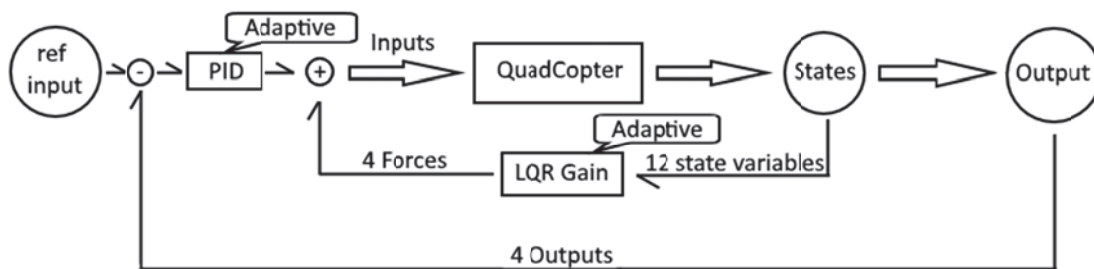 Adaptive
ref
input
-
PID
+
Inputs
QuadCopter
States
Output
Adaptive
4 Forces
LQR Gain
12 state variables
4 Outputs